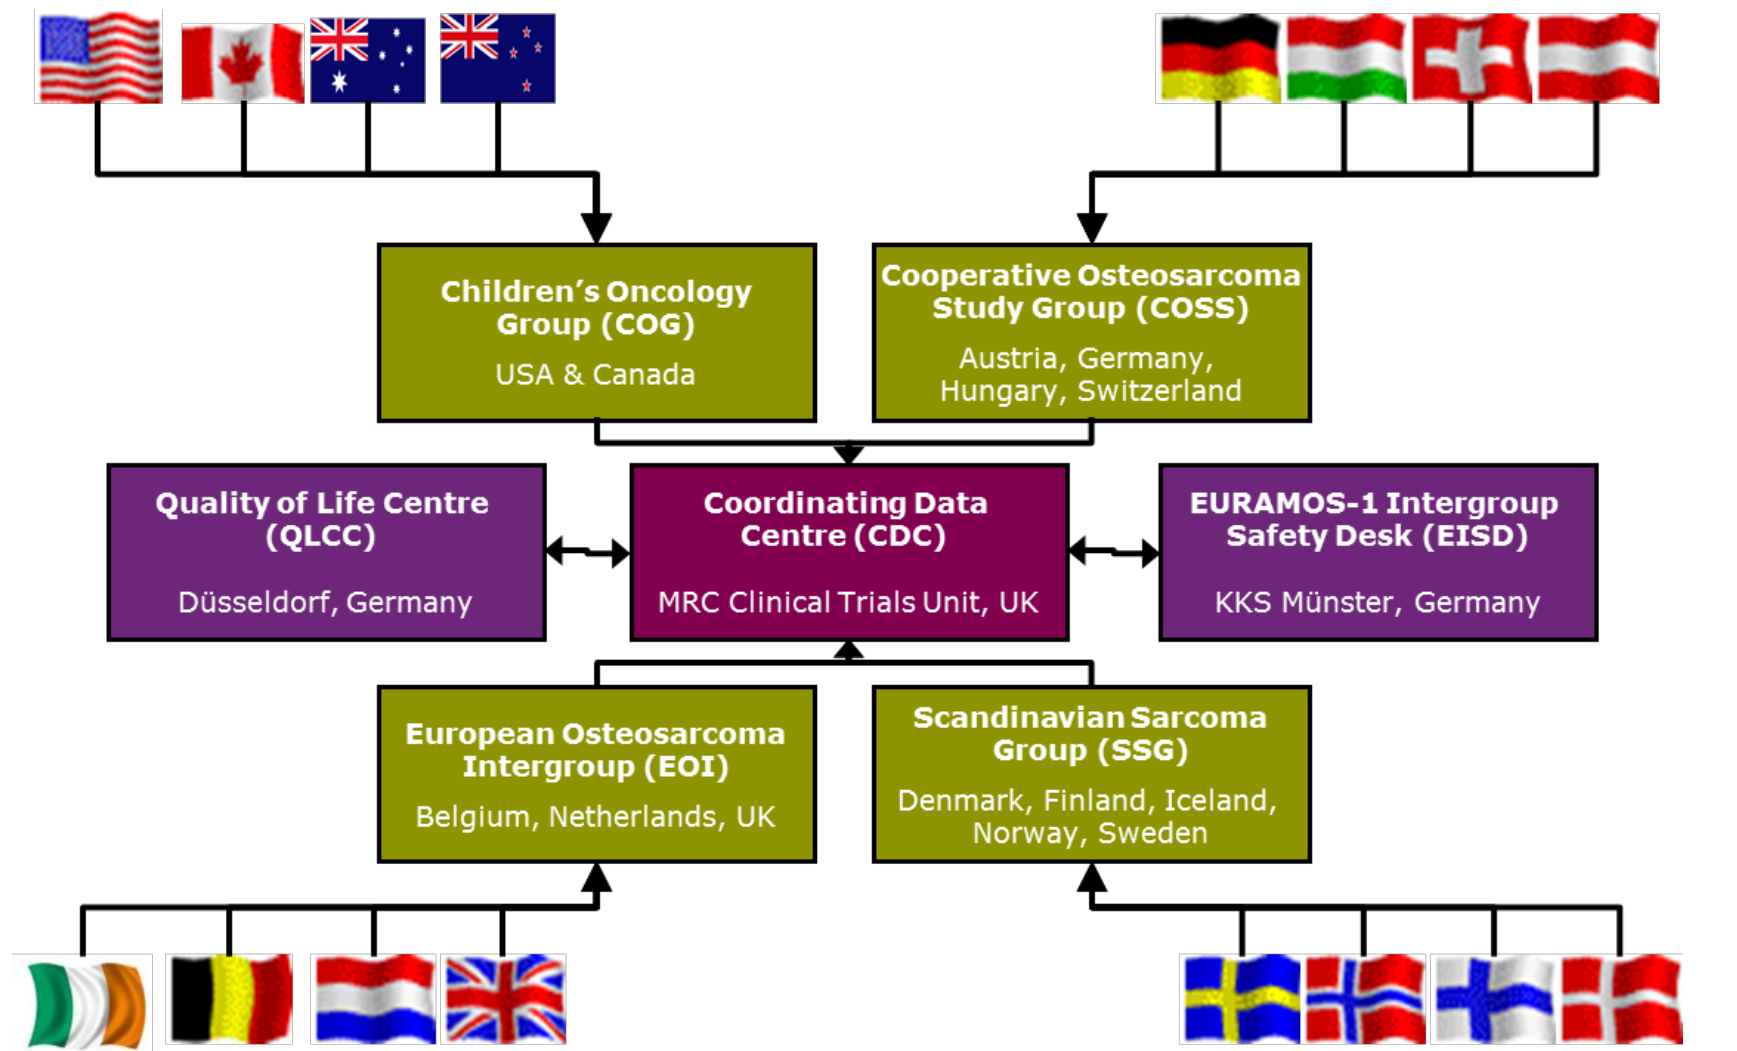 Children’s Oncology
Group (COG)
USA & Canada
Cooperative Osteosarcoma
Study Group (COSS)
Austria, Germany,
Hungary, Switzerland
Quality of Life Centre
(QLCC)
Düsseldorf, Germany
Coordinating Data
Centre (CDC)
MRC Clinical Trials Unit, UK
EURAMOS-1 Intergroup
Safety Desk (EISD)
KKS Münster, Germany
European Osteosarcoma
Intergroup (EOI)
Belgium, Netherlands, UK
Scandinavian Sarcoma
Group (SSG)
Denmark, Finland, Iceland,
Norway, Sweden